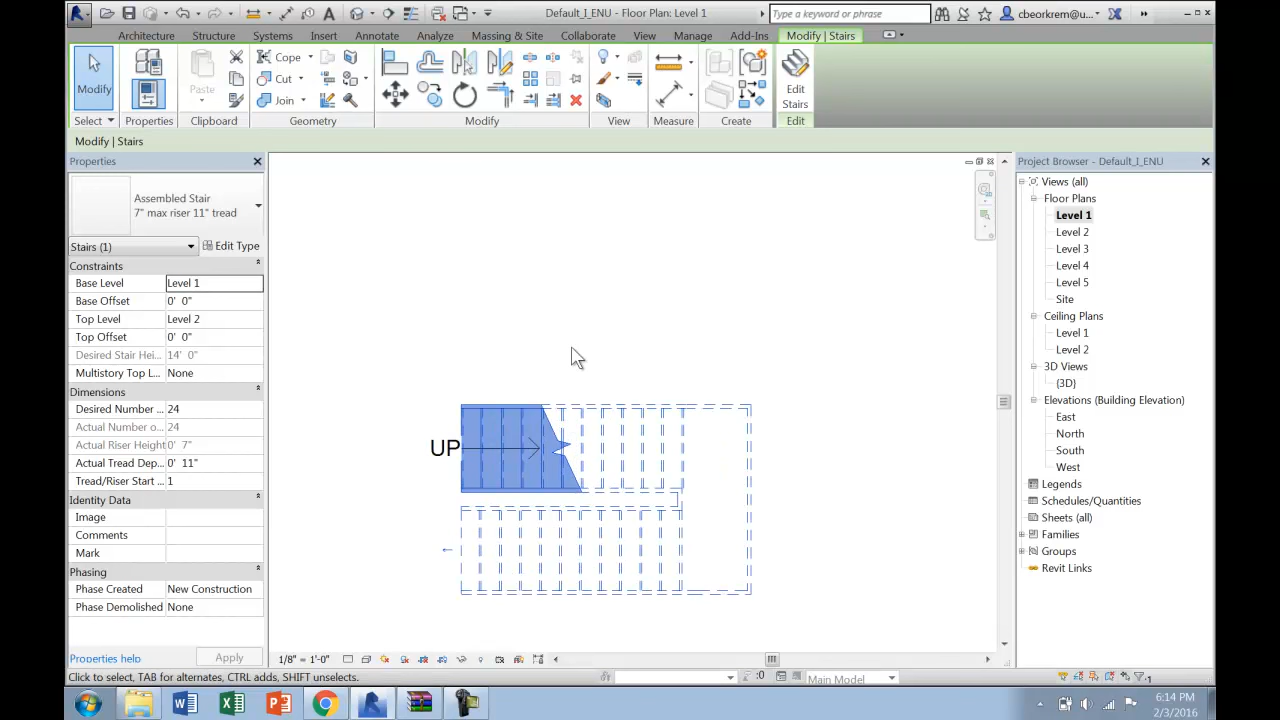 Default_I_ENU - Floor Plan: Level 1
Type a keyword or phrase
cbeorkrem@u...
Architecture Structure Systems Insert Annotate Analyze Massing & Site Collaborate View Manage Add-Ins Modify | Stairs
Modify
Paste
Cope
Cut
Join
Edit
Stairs
Select Properties Clipboard Geometry Modify View Measure Create Edit
Modify | Stairs
Properties
Assembled Stair
7" max riser 11" tread
Stairs (1)
Edit Type
Constraints
Base Level Level 1
Base Offset 0' 0"
Top Level Level 2
Top Offset 0' 0"
Desired Stair Hei... 14' 0"
Multistory Top L... None
Dimensions
Desired Number ... 24
Actual Number o... 24
Actual Riser Height 0' 7"
Actual Tread Dep... 0' 11"
Tread/Riser Start ... 1
Identity Data
Image
Comments
Mark
Phasing
Phase Created New Construction
Phase Demolished None
Properties help
Apply
UP
Project Browser - Default_I_ENU
Views (all)
Floor Plans
Level 1
Level 2
Level 3
Level 4
Level 5
Site
Ceiling Plans
Level 1
Level 2
3D Views
{3D}
Elevations (Building Elevation)
East
North
South
West
Legends
Schedules/Quantities
Sheets (all)
Families
Groups
Revit Links
1/8" = 1'-0"
Click to select, TAB for alternates, CTRL adds, SHIFT unselects.
:0
Main Model
:1
6:14 PM
2/3/2016